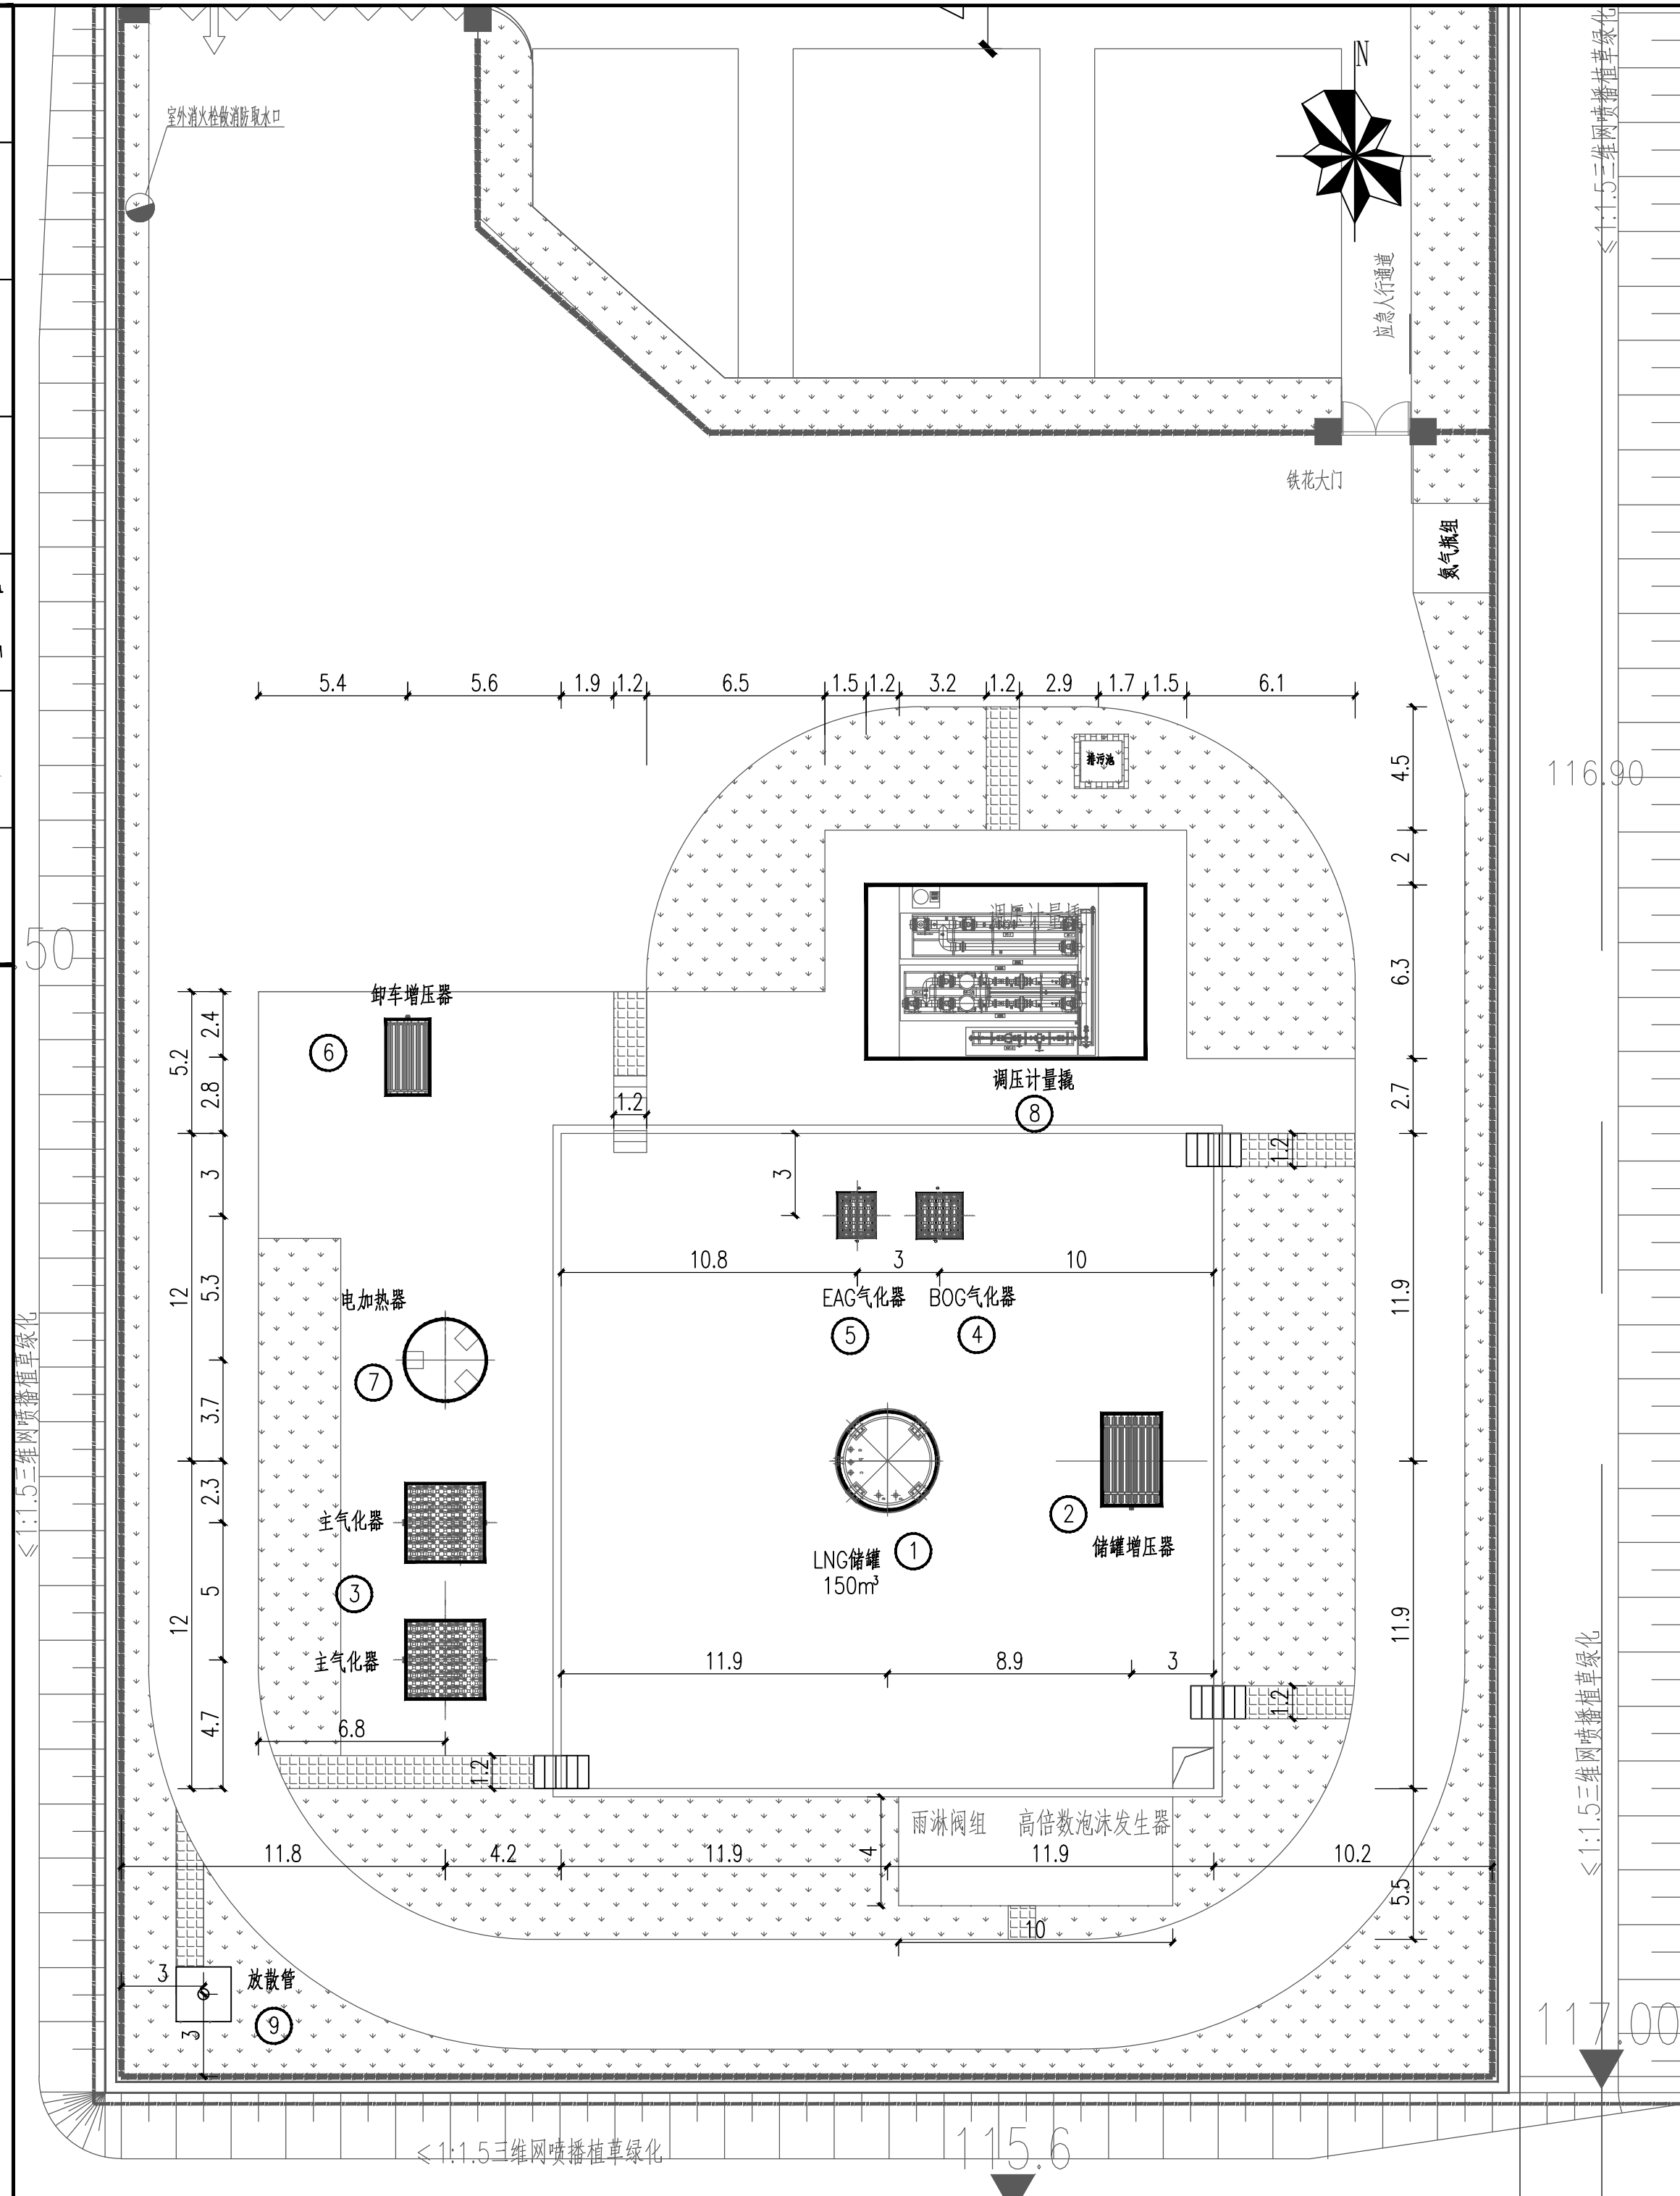 N
室外消火栓做消防取水口
≤1:1.5三维网喷播植草绿化
应急人行通道
铁花大门
氮气瓶组
5.4
5.6
1.9
1.2
6.5
1.5
1.2
3.2
1.2
2.9
1.7
1.5
6.1
排污池
4.5
116.90
2
调压计量撬
50
6.3
卸车增压器
2.4
6
5.2
2.8
调压计量撬
2.7
1.2
8
3
3
1.2
10.8
3
10
EAG气化器
BOG气化器
12
5.3
电加热器
11.9
5
4
≤1:1.5三维网喷播植草绿化
7
3.7
2.3
主气化器
2
储罐增压器
LNG储罐
1
150m³
3
5
12
11.9
主气化器
11.9
8.9
3
≤1:1.5三维网喷播植草绿化
4.7
6.8
1.2
1.2
雨淋阀组
高倍数泡沫发生器
11.8
4.2
11.9
4
11.9
10.2
5.5
10
3
放散管
9
3
117.00
≤1:1.5三维网喷播植草绿化
115.6